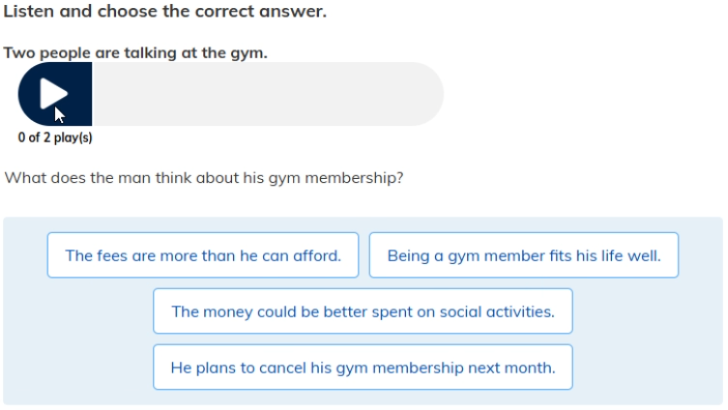 Listen and choose the correct answer.
Two people are talking at the gym.
0 of 2 play(s)
What does the man think about his gym membership?
The fees are more than he can afford.
Being a gym member fits his life well.
The money could be better spent on social activities.
He plans to cancel his gym membership next month.